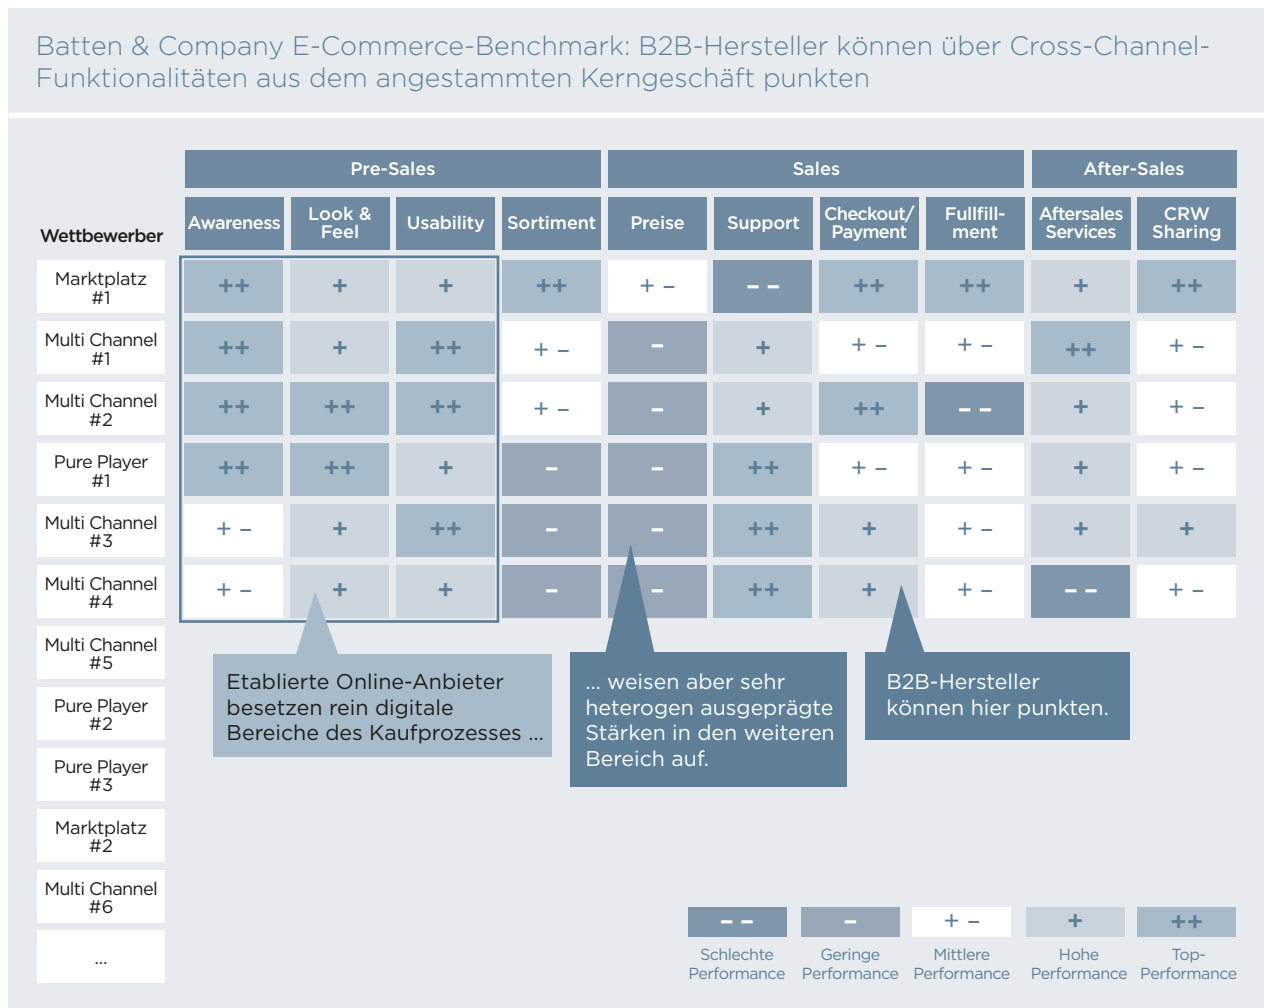 Batten & Company E-Commerce-Benchmark: B2B-Hersteller können über Cross-Channel-
Funktionalitäten aus dem angestammten Kerngeschäft punkten
Pre-Sales Sales After-Sales
Wettbewerber Awareness Look & Feel Usability Sortiment Preise Support Checkout/ Payment Fullfill- ment Aftersales Services CRW Sharing
Marktplatz #1 ++ + + ++ + – – – ++ ++ + ++
Multi Channel #1 ++ + ++ + – – + + – + – ++ + –
Multi Channel #2 ++ ++ ++ + – – + ++ – – + + –
Pure Player #1 ++ ++ + – – ++ + – + – + + –
Multi Channel #3 + – + ++ – – ++ + + – + +
Multi Channel #4 + – + + – – ++ + + – – – + –
Multi Channel #5
Pure Player #2
Pure Player #3
Marktplatz #2
Multi Channel #6
...
Etablierte Online-Anbieter
besetzen rein digitale
Bereiche des Kaufprozesses ...
... weisen aber sehr
heterogen ausgeprägte
Stärken in den weiteren
Bereich auf.
B2B-Hersteller
können hier punkten.
– – – + – + ++
Schlechte Performance Geringe Performance Mittlere Performance Hohe Performance Top- Performance